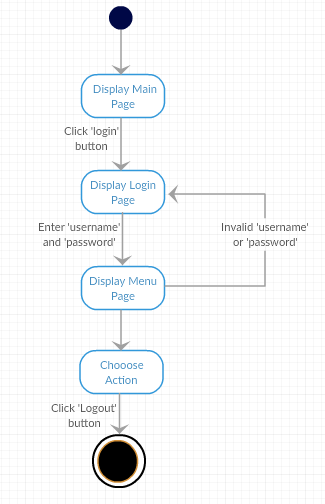 Display Main
Page
Click 'login'
button
Display Login
Page
Enter 'username'
and 'password'
Invalid 'username'
or 'password'
Display Menu
Page
Chooose
Action
Click 'Logout'
button